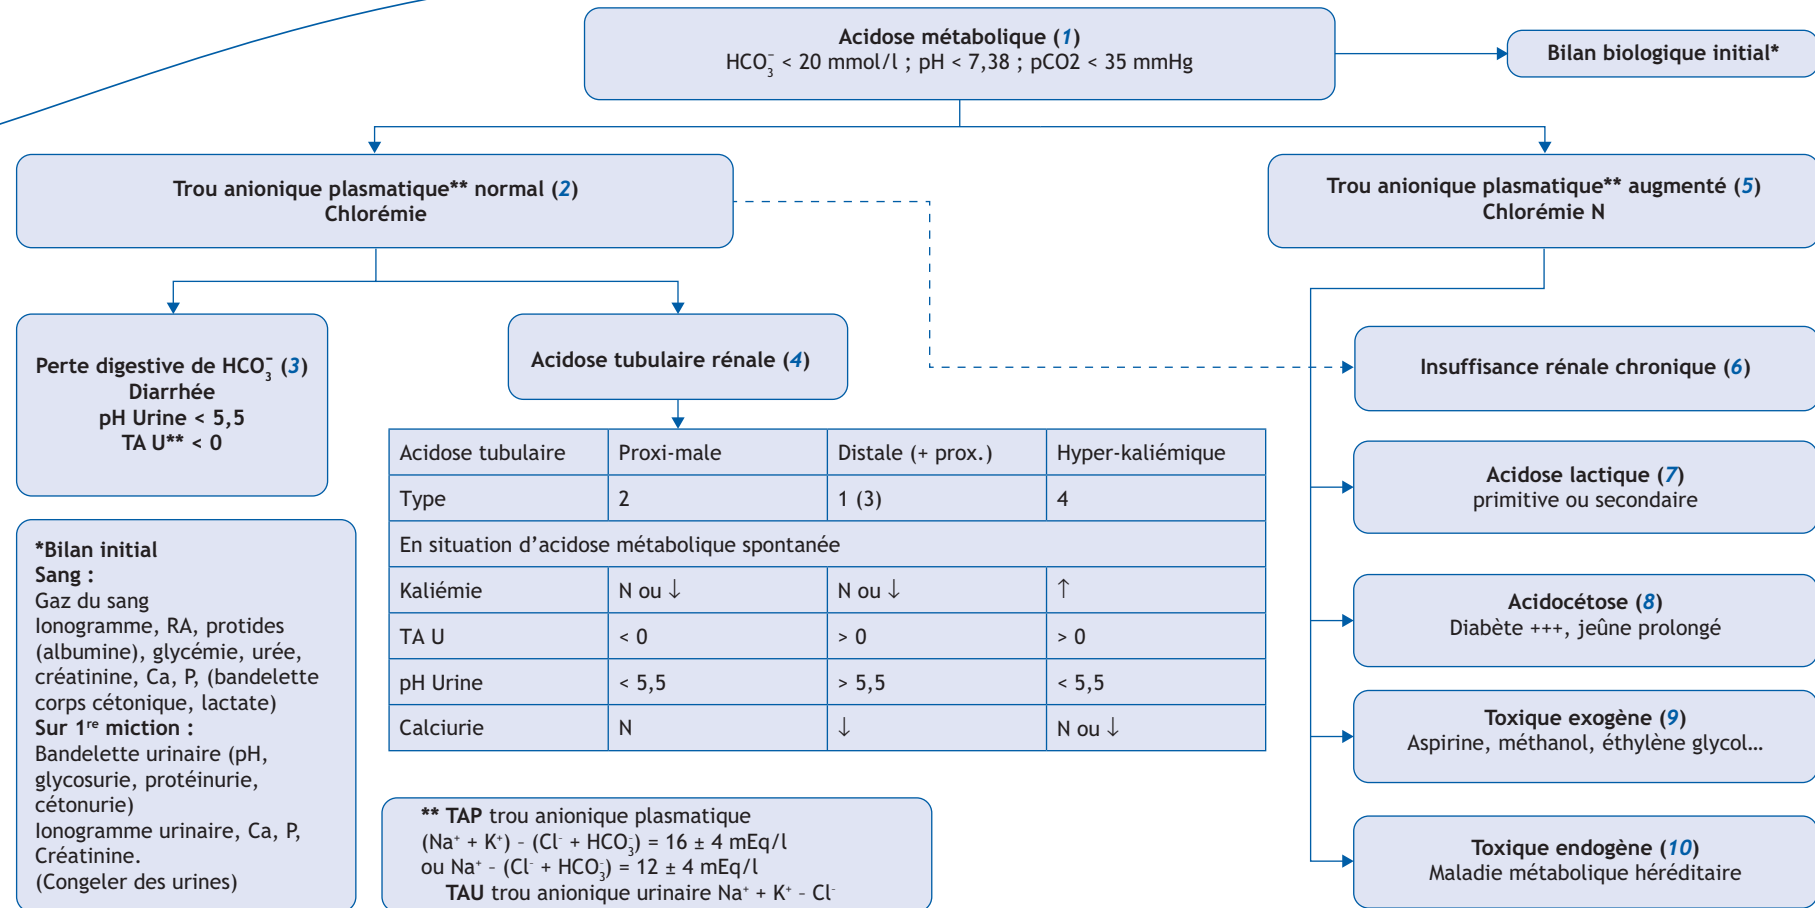 Acidose métabolique (1)
HCO₃⁻ < 20 mmol/l ; pH < 7,38 ; pCO2 < 35 mmHg
Bilan biologique initial*
Trou anionique plasmatique** normal (2)
Chlorémie
Trou anionique plasmatique** augmenté (5)
Chlorémie N
Perte digestive de HCO₃⁻ (3)
Diarrhée
pH Urine < 5,5
TA U** < 0
Acidose tubulaire rénale (4)
Acidose tubulaire Proxi-male Distale (+ prox.) Hyper-kaliémique
Type 2 1 (3) 4
En situation d’acidose métabolique spontanée
Kaliémie N ou ↓ N ou ↓ ↑
TA U < 0 > 0 > 0
pH Urine < 5,5 > 5,5 < 5,5
Calciurie N ↓ N ou ↓
Insuffisance rénale chronique (6)
Acidose lactique (7)
primitive ou secondaire
Acidocétose (8)
Diabète +++, jeûne prolongé
Toxique exogène (9)
Aspirine, méthanol, éthylène glycol…
Toxique endogène (10)
Maladie métabolique héréditaire
*Bilan initial
Sang :
Gaz du sang
Ionogramme, RA, protides
(albumine), glycémie, urée,
créatinine, Ca, P, (bandelette
corps cétonique, lactate)
Sur 1re miction :
Bandelette urinaire (pH,
glycosurie, protéinurie,
cétonurie)
Ionogramme urinaire, Ca, P,
Créatinine.
(Congeler des urines)
** TAP trou anionique plasmatique
(Na⁺ + K⁺) - (Cl⁻ + HCO₃⁻) = 16 ± 4 mEq/l
ou Na⁺ - (Cl⁻ + HCO₃⁻) = 12 ± 4 mEq/l
TAU trou anionique urinaire Na⁺ + K⁺ - Cl⁻